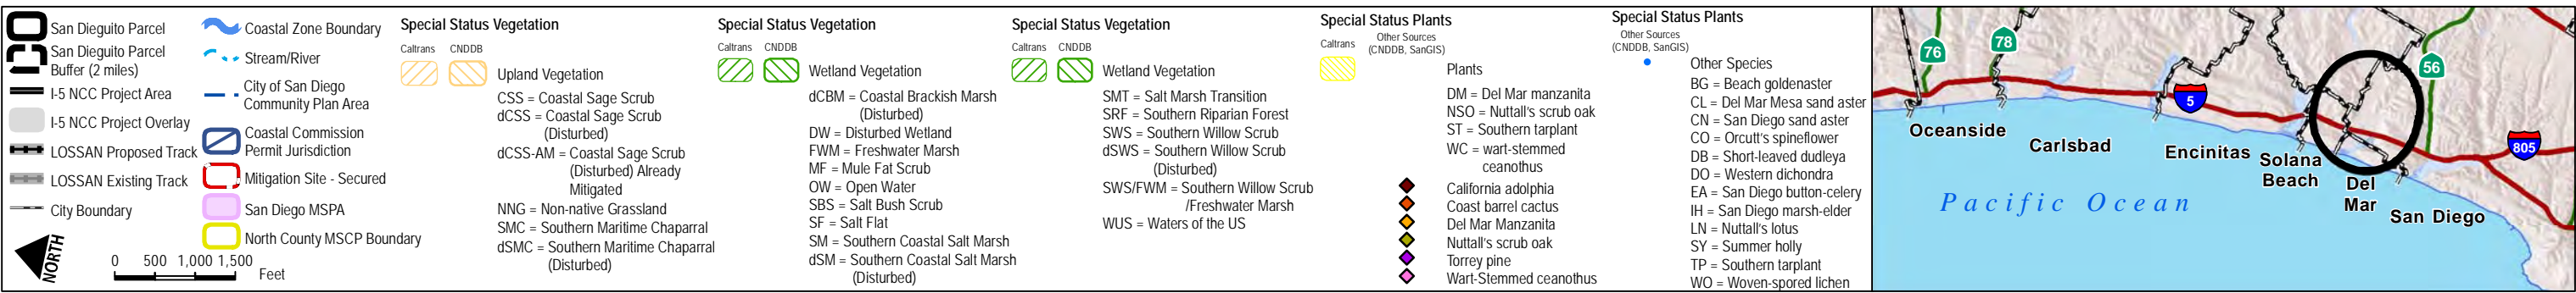 San Dieguito Parcel
San Dieguito Parcel
Buffer (2 miles)
I-5 NCC Project Area
I-5 NCC Project Overlay
LOSSAN Proposed Track
LOSSAN Existing Track
City Boundary
NORTH
0 500 1,000 1,500
Feet
Coastal Zone Boundary
Stream/River
City of San Diego
Community Plan Area
Coastal Commission
Permit Jurisdiction
Mitigation Site - Secured
San Diego MSPA
North County MSCP Boundary
Special Status Vegetation
Caltrans CNDDB
Upland Vegetation
CSS = Coastal Sage Scrub
dCSS = Coastal Sage Scrub
(Disturbed)
dCSS-AM = Coastal Sage Scrub
(Disturbed) Already
Mitigated
NNG = Non-native Grassland
SMC = Southern Maritime Chaparral
dSMC = Southern Maritime Chaparral
(Disturbed)
Special Status Vegetation
Caltrans CNDDB
Wetland Vegetation
dCBM = Coastal Brackish Marsh
(Disturbed)
DW = Disturbed Wetland
FWM = Freshwater Marsh
MF = Mule Fat Scrub
OW = Open Water
SBS = Salt Bush Scrub
SF = Salt Flat
SM = Southern Coastal Salt Marsh
dSM = Southern Coastal Salt Marsh
(Disturbed)
Special Status Vegetation
Caltrans CNDDB
Wetland Vegetation
SMT = Salt Marsh Transition
SRF = Southern Riparian Forest
SWS = Southern Willow Scrub
dSWS = Southern Willow Scrub
(Disturbed)
SWS/FWM = Southern Willow Scrub
/Freshwater Marsh
WUS = Waters of the US
Special Status Plants
Caltrans
Other Sources
(CNDDB, SanGIS)
Plants
DM = Del Mar manzanita
NSO = Nuttall's scrub oak
ST = Southern tarplant
WC = wart-stemmed
ceanothus
California adolphia
Coast barrel cactus
Del Mar Manzanita
Nuttall's scrub oak
Torrey pine
Wart-Stemmed ceanothus
Special Status Plants
Other Sources
(CNDDB, SanGIS)
Other Species
BG = Beach goldenaster
CL = Del Mar Mesa sand aster
CN = San Diego sand aster
CO = Orcutt's spineflower
DB = Short-leaved dudleya
DO = Western dichondra
EA = San Diego button-celery
IH = San Diego marsh-elder
LN = Nuttall's lotus
SY = Summer holly
TP = Southern tarplant
WO = Woven-spored lichen
76
78
5
56
805
Oceanside
Carlsbad
Encinitas
Solana
Beach
Del
Mar
San Diego
Pacific Ocean